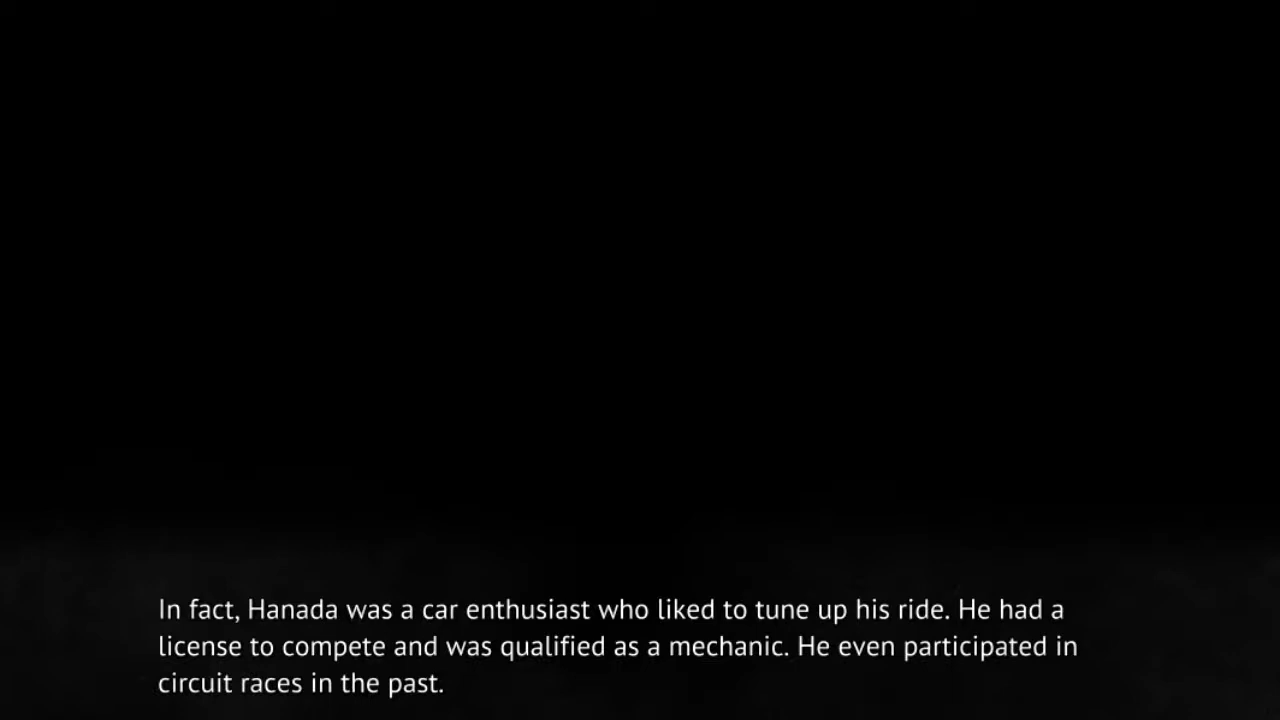 In fact, Hanada was a car enthusiast who liked to tune up his ride. He had a
license to compete and was qualified as a mechanic. He even participated in
circuit races in the past.